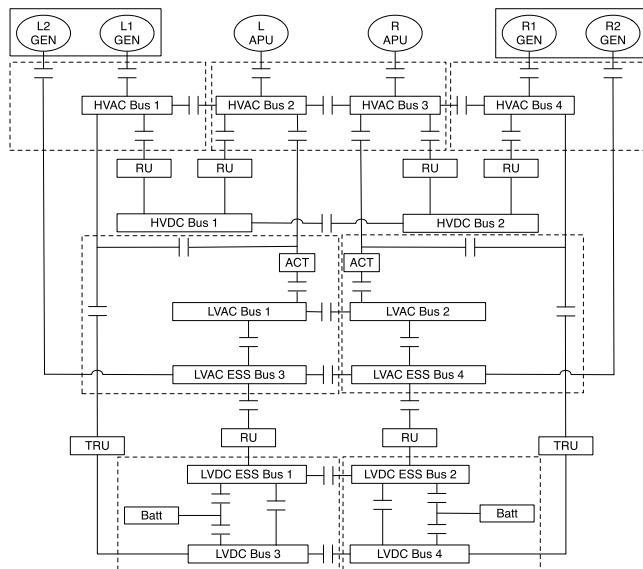 L2
GEN
L1
GEN
L
APU
R
APU
R1
GEN
R2
GEN
HVAC Bus 1
HVAC Bus 2
HVAC Bus 3
HVAC Bus 4
RU
RU
RU
RU
HVDC Bus 1
HVDC Bus 2
ACT
ACT
LVAC Bus 1
LVAC Bus 2
LVAC ESS Bus 3
LVAC ESS Bus 4
TRU
RU
RU
TRU
LVDC ESS Bus 1
LVDC ESS Bus 2
Batt
Batt
LVDC Bus 3
LVDC Bus 4